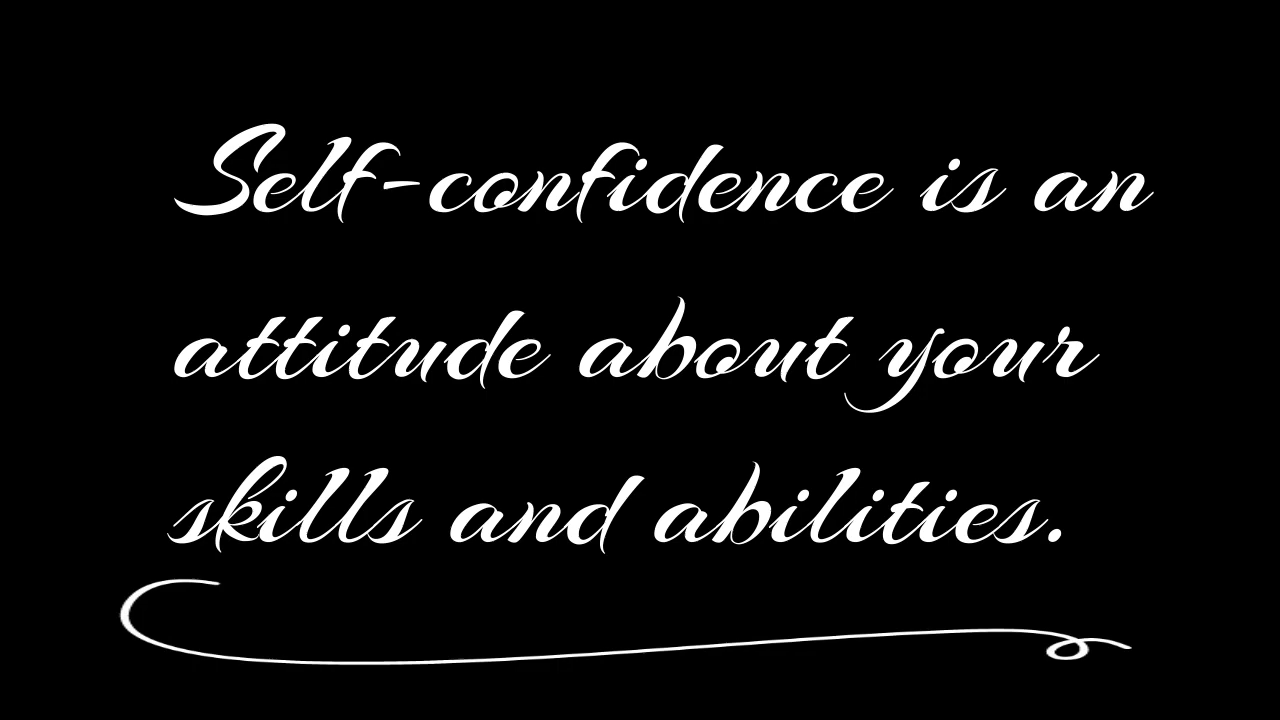 Self-confidence is an
attitude about your
skills and abilities.